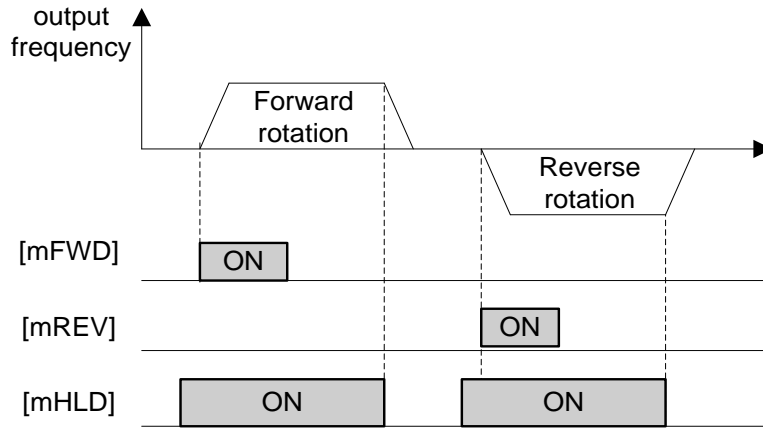 output
frequency
Forward
rotation
Reverse
rotation
[mFWD]
ON
[mREV]
ON
[mHLD]
ON
ON